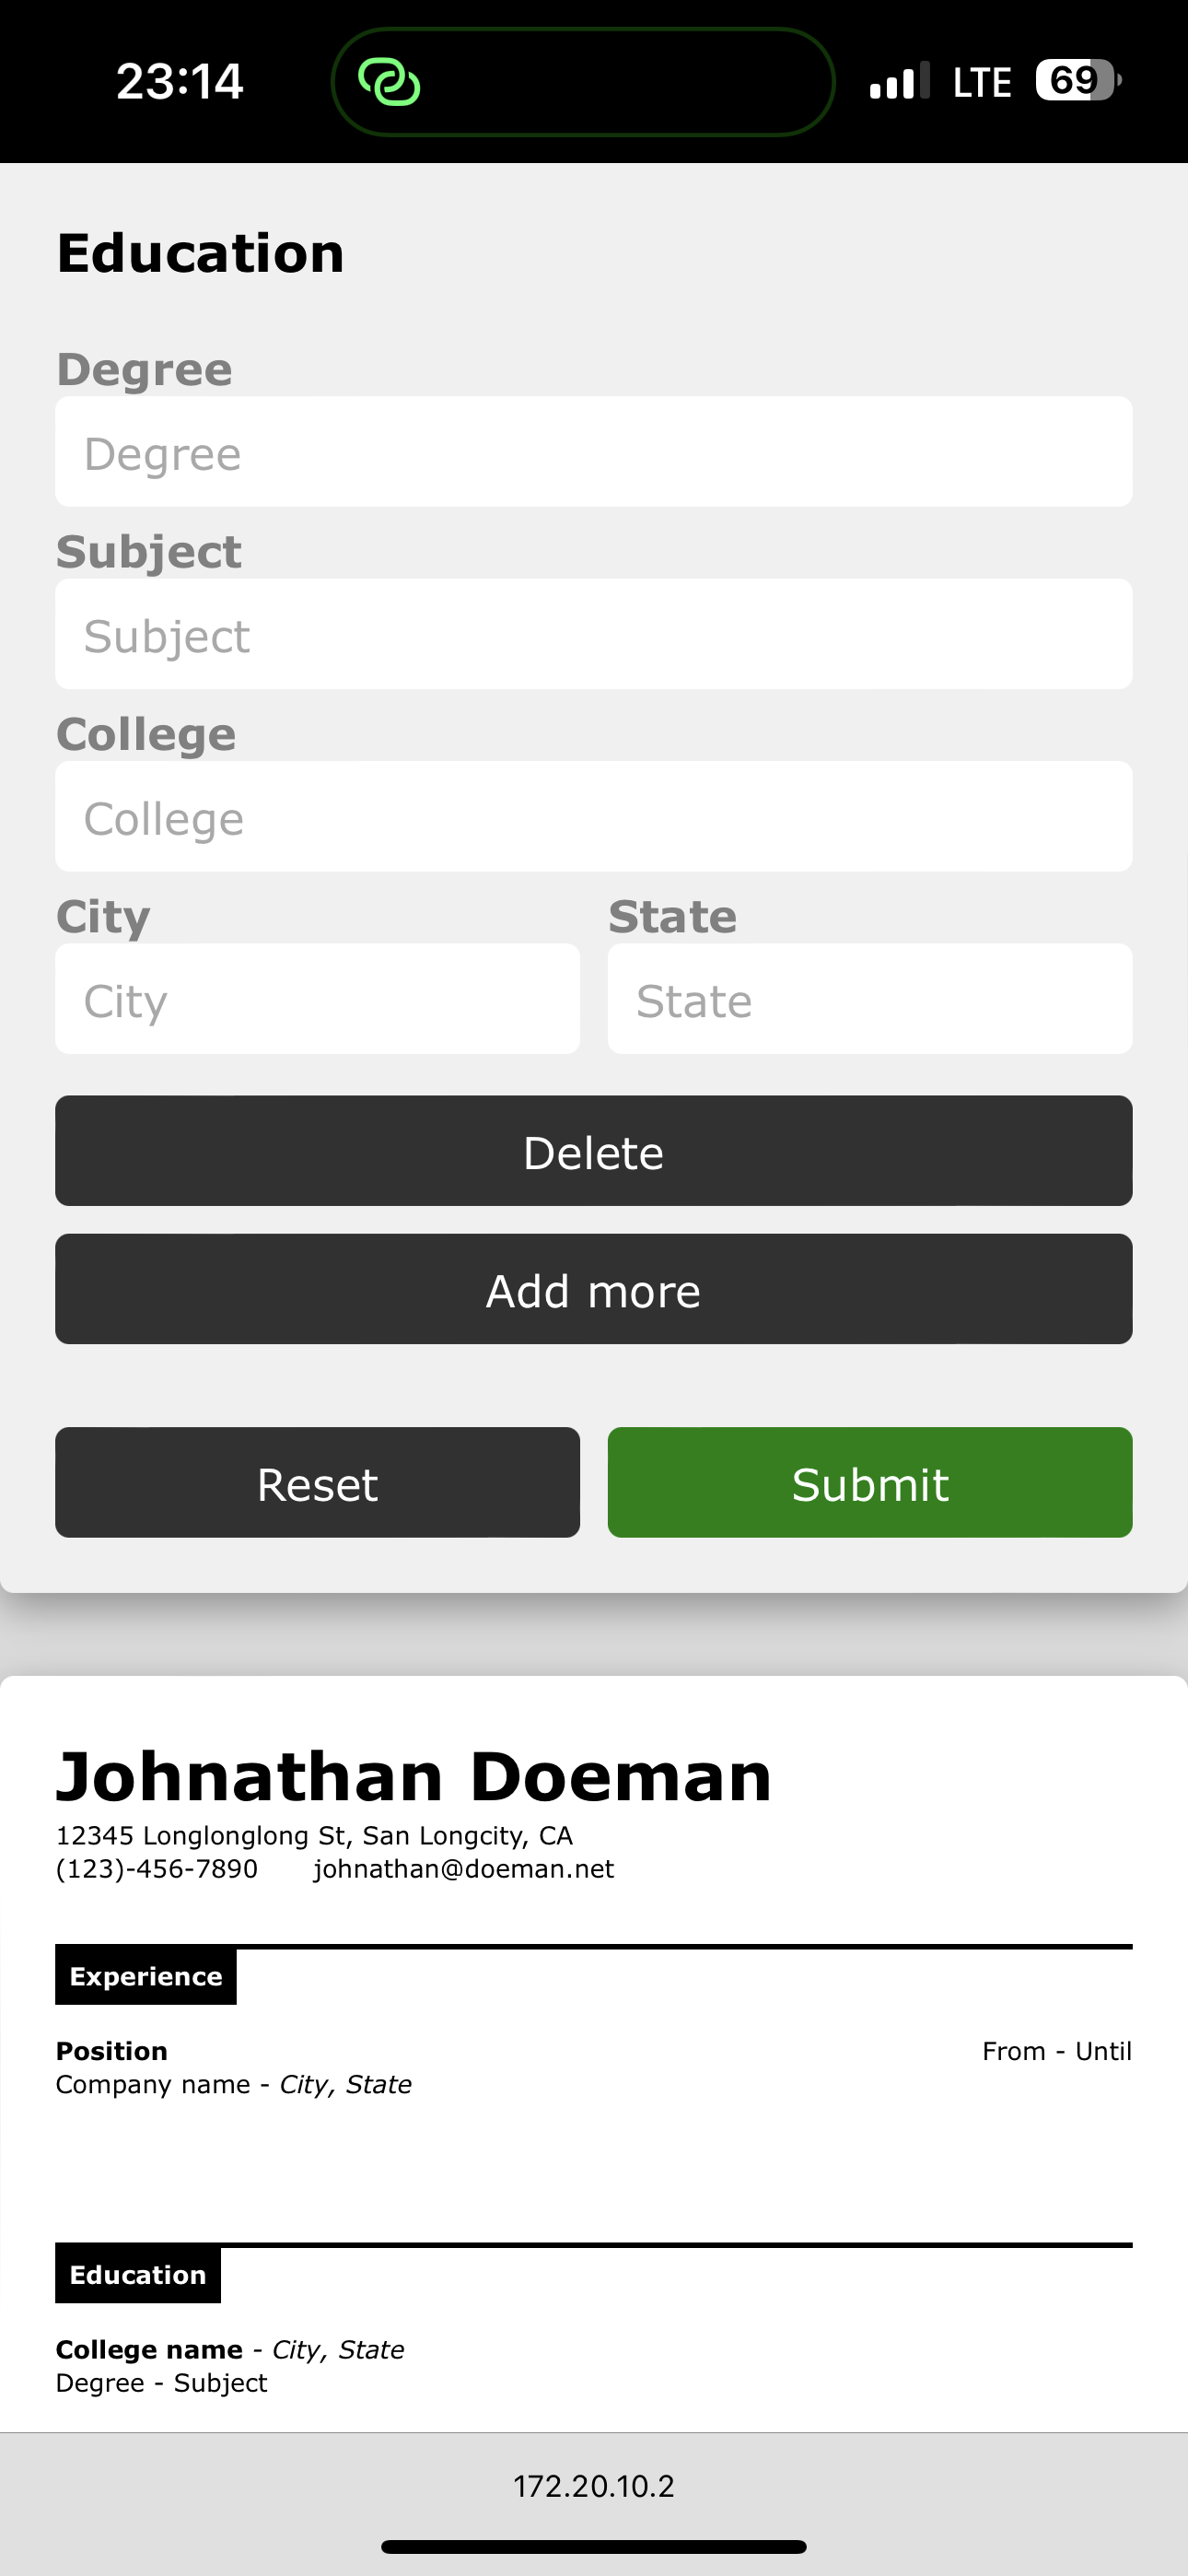 23:14 LTE 69
Education
Degree
Degree
Subject
Subject
College
College
City State
City State
Delete
Add more
Reset Submit
Johnathan Doeman
12345 Longlonglong St, San Longcity, CA
(123)-456-7890 johnathan@doeman.net
Experience
Position From - Until
Company name - City, State
Education
College name - City, State
Degree - Subject
172.20.10.2